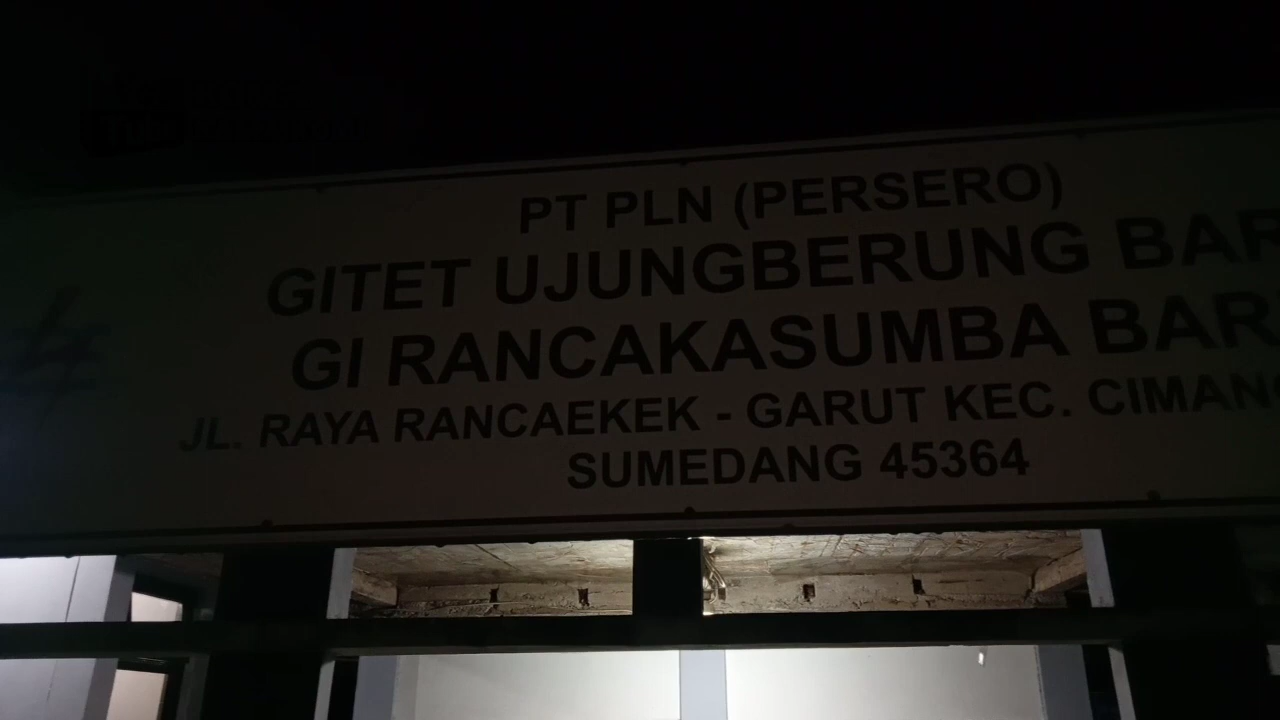 PT PLN (PERSERO)
GITET UJUNGBERUNG BAR
GI RANCAKASUMBA BAR
JL. RAYA RANCAEKEK - GARUT KEC. CIMAN
SUMEDANG 45364